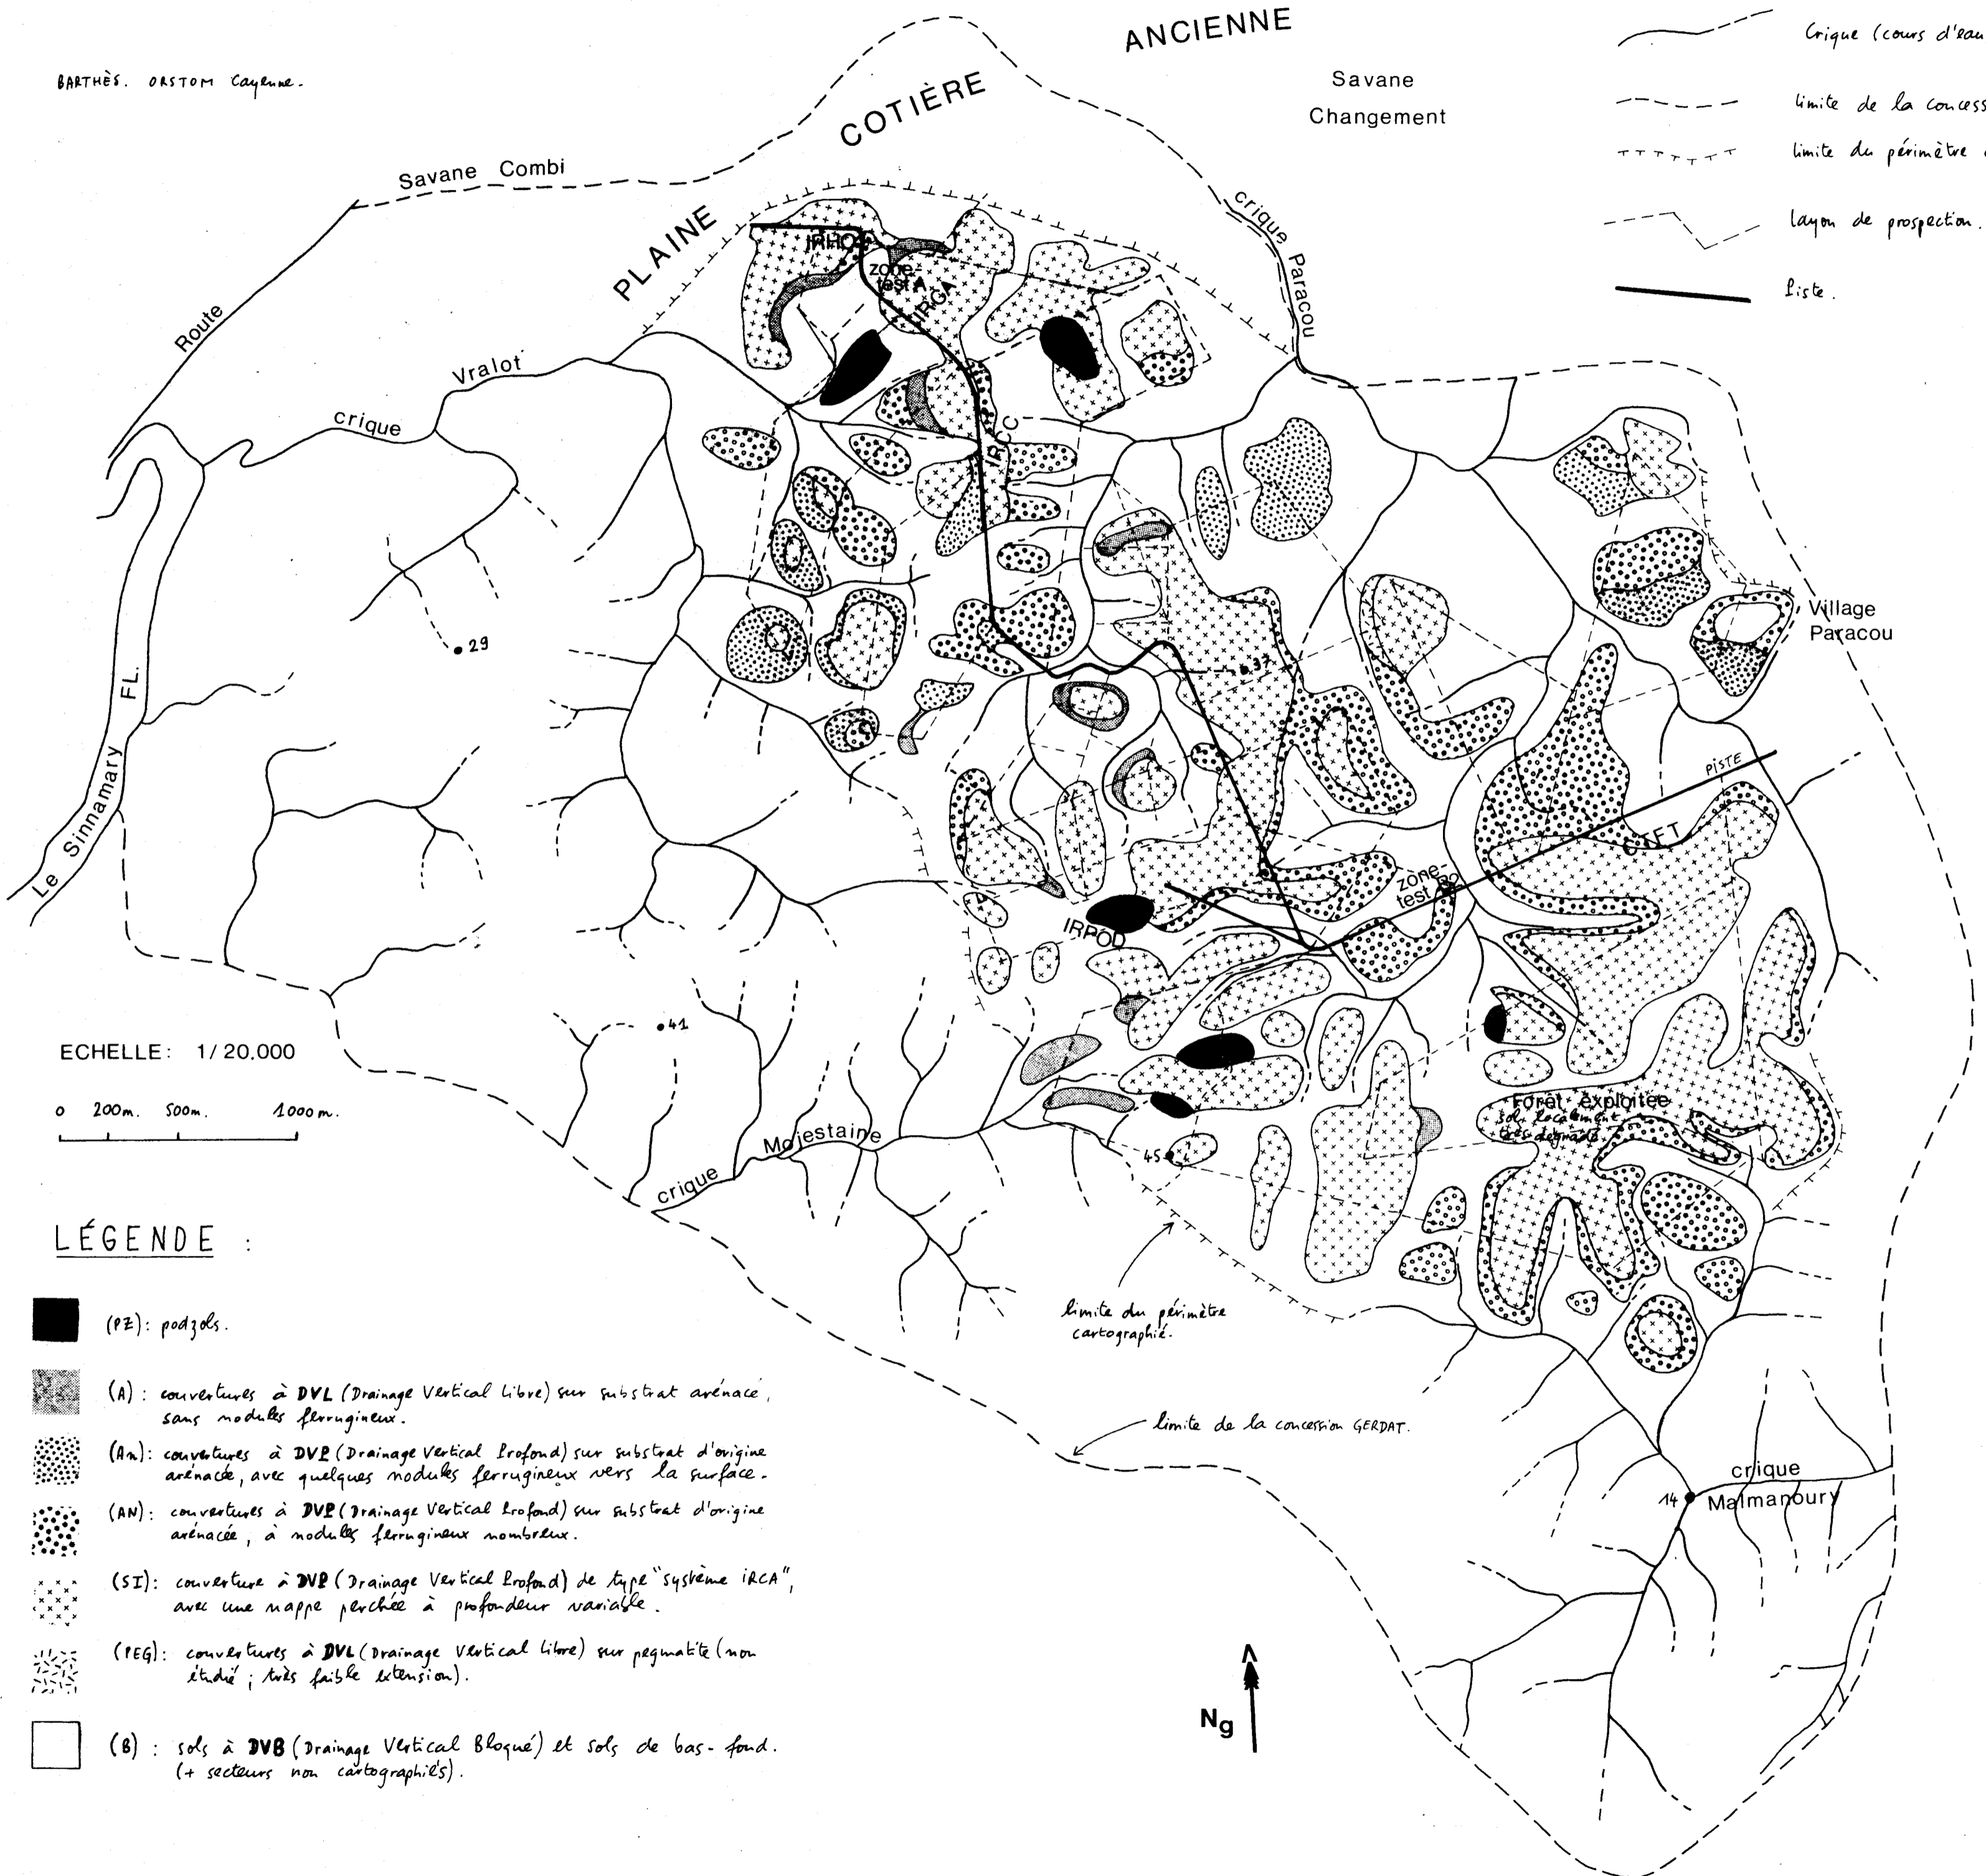 BARTHÈS. ORSTOM Cayenne.
ANCIENNE
COTIÈRE
PLAINE
Savane
Changement
Savane Combi
Route
crique Vralot
crique Paracou
Crique (cours d'eau
limite de la concess
limite du périmètre
layon de prospection.
Piste.
IRHO
zone-
test A
IRGA
IRCC
Village
Paracou
Le Sinnamary FL.
29
37
PISTE
CTFT
zone-
test B2
IRPOD
41
45
Forêt exploitée
sols localement
très dégradés
ECHELLE: 1/20.000
0 200m. 500m. 1000m.
crique Mojestaine
limite du périmètre
cartographié.
limite de la concession GERDAT.
crique
14 Malmanoury
Ng
LÉGENDE :
(PZ): podzols.
(A): couvertures à DVL (Drainage Vertical Libre) sur substrat arénacé,
sans nodules ferrugineux.
(An): couvertures à DVP (Drainage Vertical Profond) sur substrat d'origine
arénacée, avec quelques nodules ferrugineux vers la surface.
(AN): couvertures à DVP (Drainage Vertical Profond) sur substrat d'origine
arénacée, à nodules ferrugineux nombreux.
(SI): couverture à DVP (Drainage Vertical Profond) de type "système IRCA",
avec une nappe perchée à profondeur variable.
(PEG): couvertures à DVL (Drainage Vertical Libre) sur pegmatite (non
étudié ; très faible extension).
(B) : sols à DVB (Drainage Vertical Bloqué) et sols de bas-fond.
(+ secteurs non cartographiés).